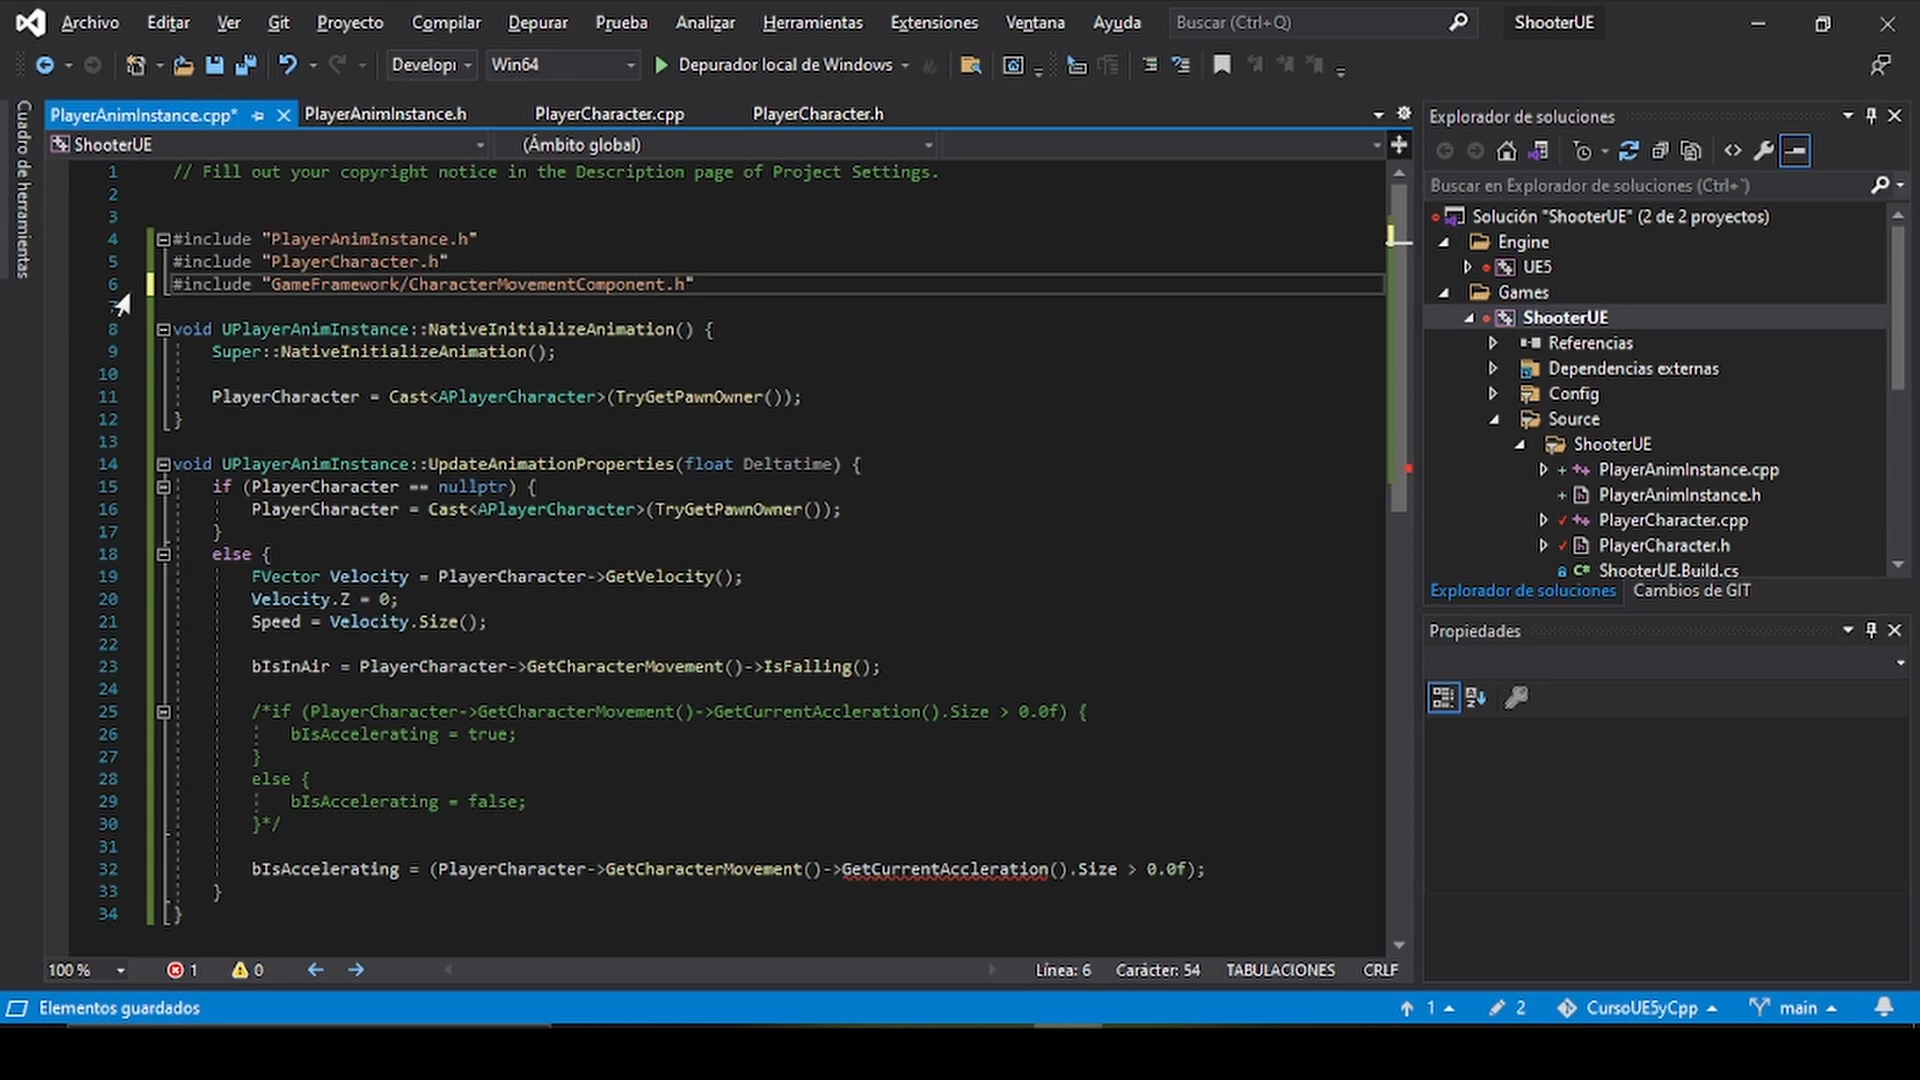 Archivo Editar Ver Git Proyecto Compilar Depurar Prueba Analizar Herramientas Extensiones Ventana Ayuda Buscar (Ctrl+Q) ShooterUE
Developi Win64 Depurador local de Windows
Cuadro de herramientas
PlayerAnimInstance.cpp* PlayerAnimInstance.h PlayerCharacter.cpp PlayerCharacter.h
ShooterUE (Ámbito global)
1 // Fill out your copyright notice in the Description page of Project Settings.
2
3
4 #include "PlayerAnimInstance.h"
5 #include "PlayerCharacter.h"
6 #include "GameFramework/CharacterMovementComponent.h"
8 void UPlayerAnimInstance::NativeInitializeAnimation() {
9 Super::NativeInitializeAnimation();
10
11 PlayerCharacter = Cast<APlayerCharacter>(TryGetPawnOwner());
12 }
13
14 void UPlayerAnimInstance::UpdateAnimationProperties(float Deltatime) {
15 if (PlayerCharacter == nullptr) {
16 PlayerCharacter = Cast<APlayerCharacter>(TryGetPawnOwner());
17 }
18 else {
19 FVector Velocity = PlayerCharacter->GetVelocity();
20 Velocity.Z = 0;
21 Speed = Velocity.Size();
22
23 bIsInAir = PlayerCharacter->GetCharacterMovement()->IsFalling();
24
25 /*if (PlayerCharacter->GetCharacterMovement()->GetCurrentAccleration().Size > 0.0f) {
26 bIsAccelerating = true;
27 }
28 else {
29 bIsAccelerating = false;
30 }*/
31
32 bIsAccelerating = (PlayerCharacter->GetCharacterMovement()->GetCurrentAccleration().Size > 0.0f);
33 }
34 }
100 % 1 0 Línea: 6 Carácter: 54 TABULACIONES CRLF
Explorador de soluciones
Buscar en Explorador de soluciones (Ctrl+`)
Solución "ShooterUE" (2 de 2 proyectos)
Engine
UE5
Games
ShooterUE
Referencias
Dependencias externas
Config
Source
ShooterUE
PlayerAnimInstance.cpp
PlayerAnimInstance.h
PlayerCharacter.cpp
PlayerCharacter.h
C# ShooterUE.Build.cs
Explorador de soluciones Cambios de GIT
Propiedades
Elementos guardados 1 2 CursoUE5yCpp main